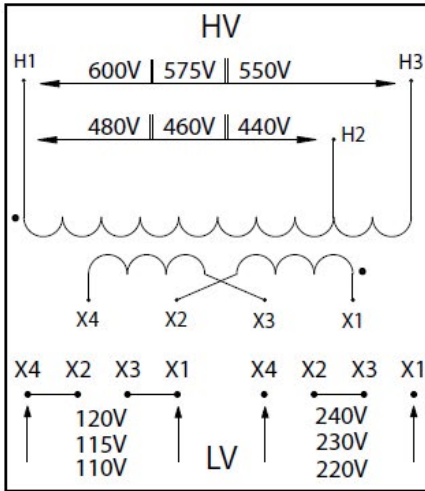 HV
H1 H3
600V 575V 550V
480V 460V 440V
H2
X4 X2 X3 X1
X4 X2 X3 X1 X4 X2 X3 X1
120V 240V
115V 230V
110V 220V
LV